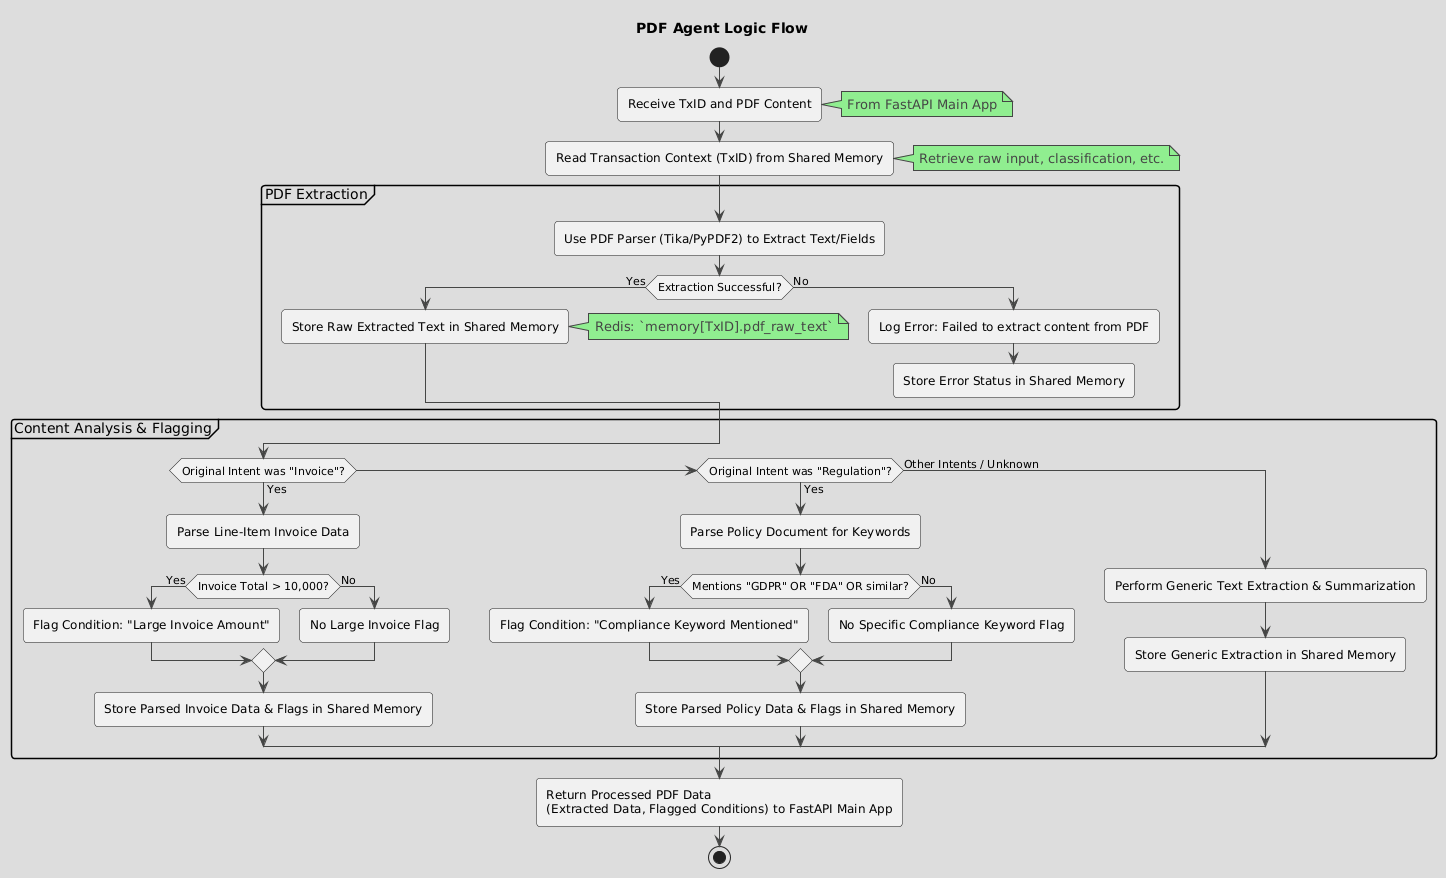 PDF Agent Logic Flow
Receive TxID and PDF Content
From FastAPI Main App
Read Transaction Context (TxID) from Shared Memory
Retrieve raw input, classification, etc.
PDF Extraction
Use PDF Parser (Tika/PyPDF2) to Extract Text/Fields
Yes
Extraction Successful?
No
Store Raw Extracted Text in Shared Memory
Redis: `memory[TxID].pdf_raw_text`
Log Error: Failed to extract content from PDF
Store Error Status in Shared Memory
Content Analysis & Flagging
Original Intent was "Invoice"?
Yes
Original Intent was "Regulation"?
Other Intents / Unknown
Yes
Parse Line-Item Invoice Data
Parse Policy Document for Keywords
Yes
Invoice Total > 10,000?
No
Yes
Mentions "GDPR" OR "FDA" OR similar?
No
Perform Generic Text Extraction & Summarization
Flag Condition: "Large Invoice Amount"
No Large Invoice Flag
Flag Condition: "Compliance Keyword Mentioned"
No Specific Compliance Keyword Flag
Store Generic Extraction in Shared Memory
Store Parsed Invoice Data & Flags in Shared Memory
Store Parsed Policy Data & Flags in Shared Memory
Return Processed PDF Data
(Extracted Data, Flagged Conditions) to FastAPI Main App